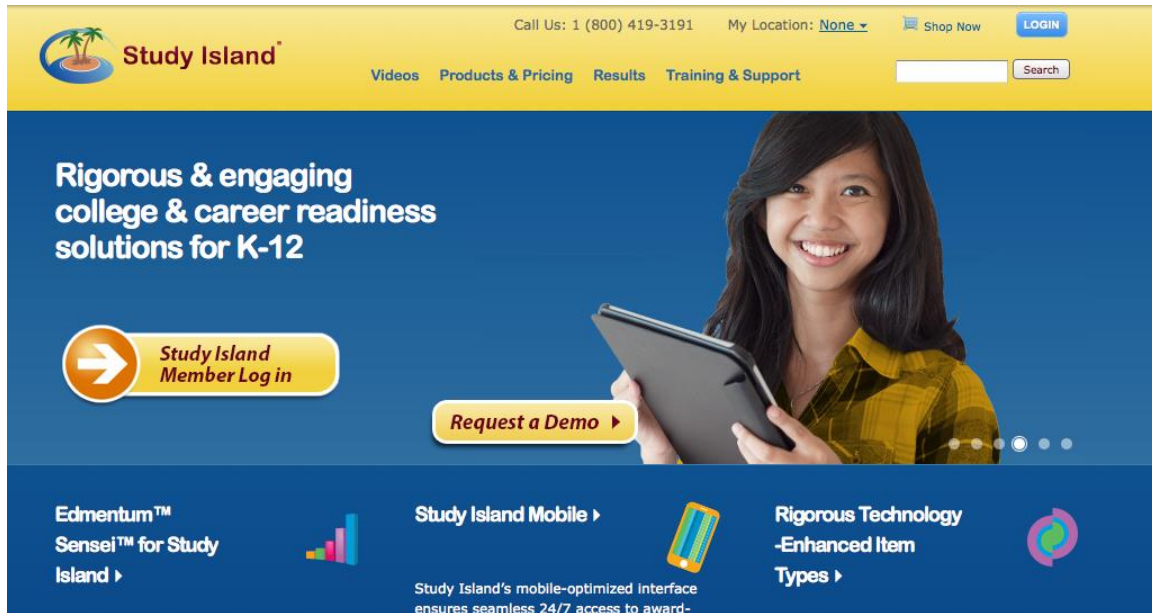 Call Us: 1 (800) 419-3191 My Location: None Shop Now LOGIN
Study Island®
Videos Products & Pricing Results Training & Support Search
Rigorous & engaging
college & career readiness
solutions for K-12
Study Island
Member Log in
Request a Demo
Edmentum™
Sensei™ for Study
Island
Study Island Mobile
Study Island's mobile-optimized interface
ensures seamless 24/7 access to award-
Rigorous Technology
-Enhanced Item
Types